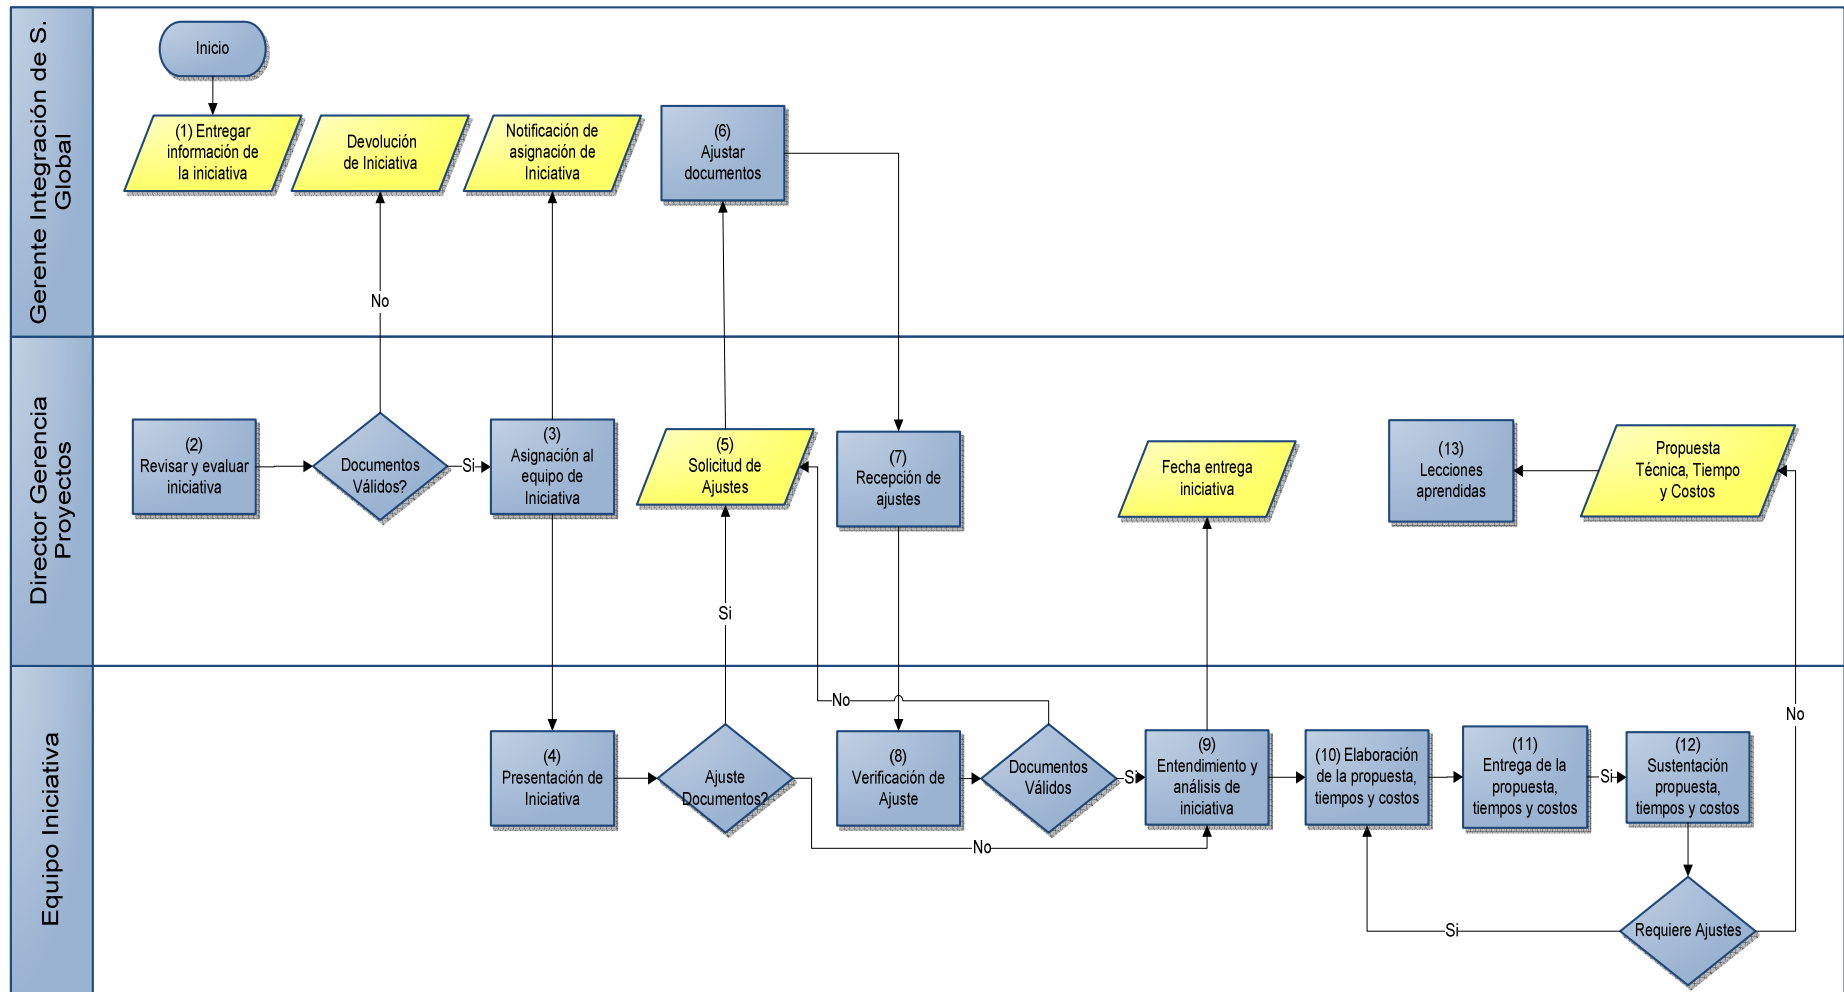 Gerente Integración de S.
Global
Inicio
(1) Entregar
información de
la iniciativa
Devolución
de Iniciativa
Notificación de
asignación de
Iniciativa
(6)
Ajustar
documentos
No
Director Gerencia
Proyectos
(2)
Revisar y evaluar
iniciativa
Documentos
Válidos?
Si
(3)
Asignación al
equipo de
Iniciativa
(5)
Solicitud de
Ajustes
(7)
Recepción de
ajustes
Fecha entrega
iniciativa
(13)
Lecciones
aprendidas
Propuesta
Técnica, Tiempo
y Costos
Si
Equipo Iniciativa
(4)
Presentación de
Iniciativa
Ajuste
Documentos?
No
(8)
Verificación de
Ajuste
Documentos
Válidos
Si
(9)
Entendimiento y
análisis de
iniciativa
(10) Elaboración
de la propuesta,
tiempos y costos
(11)
Entrega de la
propuesta,
tiempos y costos
Si
(12)
Sustentación
propuesta,
tiempos y costos
No
No
Si
Requiere Ajustes